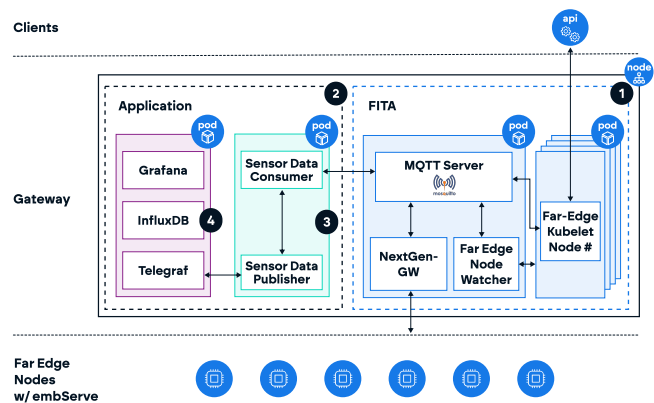 Clients
api
node
Application
2
FITA
1
pod
pod
pod
pod
Grafana
Sensor Data
Consumer
MQTT Server
mosquitto
Gateway
InfluxDB
4
3
Far-Edge
Kubelet
Node #
Telegraf
Sensor Data
Publisher
NextGen-
GW
Far Edge
Node
Watcher
Far Edge
Nodes
w/ embServe